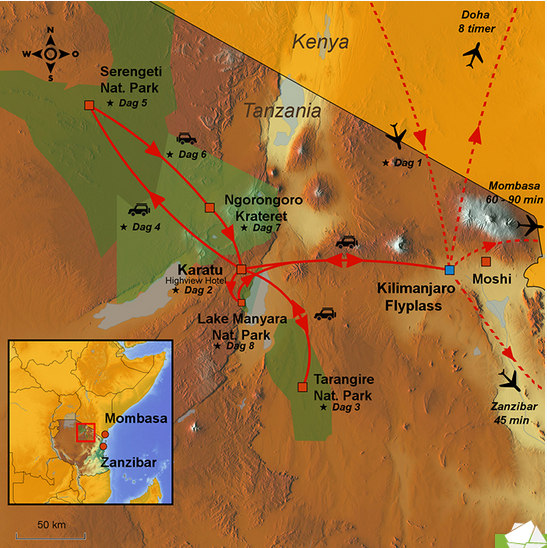 Doha
8 timer
Kenya
N
W
O
S
Serengeti
Nat. Park
★ Dag 5
Tanzania
★ Dag 1
★ Dag 6
Mombasa
60 - 90 min
Ngorongoro
Krateret
★ Dag 7
★ Dag 4
Karatu
Highview Hotel
★ Dag 2
Kilimanjaro
Flyplass
Moshi
Lake Manyara
Nat. Park
★ Dag 8
Tarangire
Nat. Park
★ Dag 3
Zanzibar
45 min
Mombasa
Zanzibar
50 km